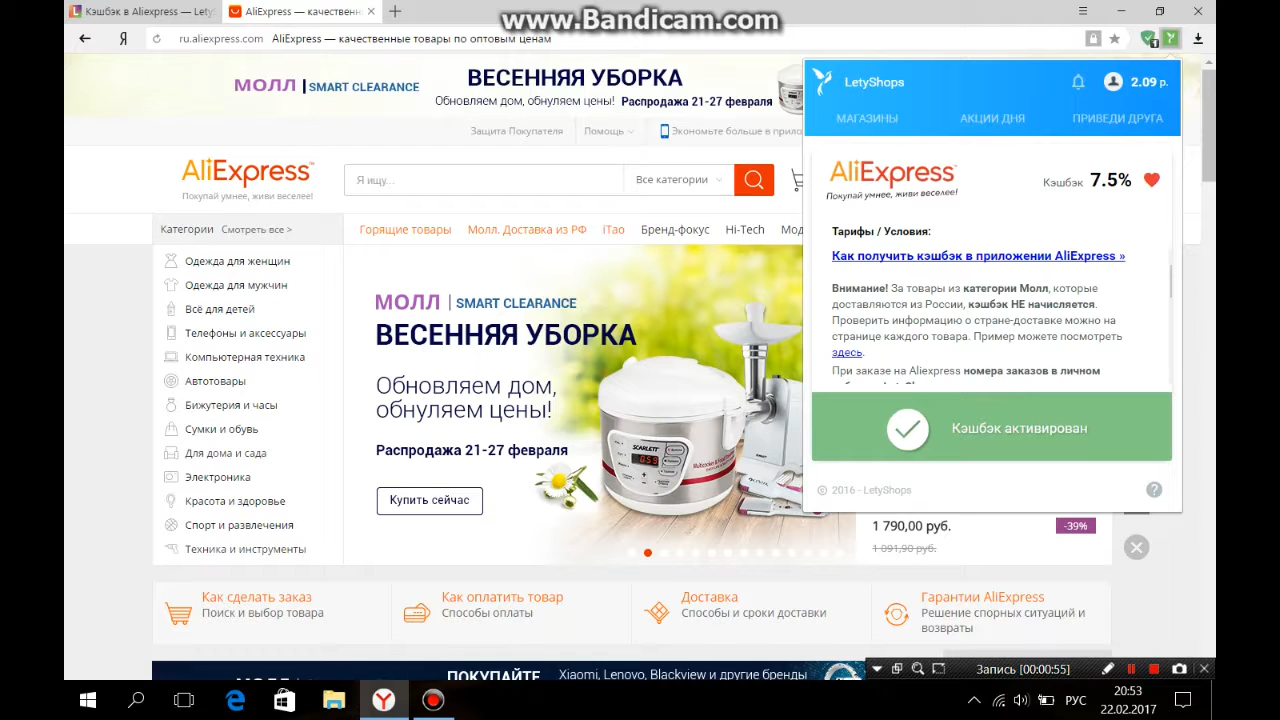 Кэшбэк в Aliexpress — LetyS
AliExpress — качественн
www.Bandicam.com
Я
ru.aliexpress.com AliExpress — качественные товары по оптовым ценам
МОЛЛ | SMART CLEARANCE
ВЕСЕННЯЯ УБОРКА
Обновляем дом, обнуляем цены! Распродажа 21-27 февраля
Защита Покупателя Помощь Экономьте больше в прило
AliExpress™
Покупай умнее, живи веселее!
Я ищу... Все категории
Категории Смотреть все >
Горящие товары Молл. Доставка из РФ iTao Бренд-фокус Hi-Tech Мод
Одежда для женщин
Одежда для мужчин
Всё для детей
Телефоны и аксессуары
Компьютерная техника
Автотовары
Бижутерия и часы
Сумки и обувь
Для дома и сада
Электроника
Красота и здоровье
Спорт и развлечения
Техника и инструменты
МОЛЛ | SMART CLEARANCE
ВЕСЕННЯЯ УБОРКА
Обновляем дом,
обнуляем цены!
Распродажа 21-27 февраля
Купить сейчас
SCARLETT
LetyShops 2.09 р.
МАГАЗИНЫ АКЦИИ ДНЯ ПРИВЕДИ ДРУГА
AliExpress™
Покупай умнее, живи веселее!
Кэшбэк 7.5%
Тарифы / Условия:
Как получить кэшбэк в приложении AliExpress »
Внимание! За товары из категории Молл, которые
доставляются из России, кэшбэк НЕ начисляется.
Проверить информацию о стране-доставке можно на
странице каждого товара. Пример можете посмотреть
здесь.
При заказе на Aliexpress номера заказов в личном
Кэшбэк активирован
© 2016 - LetyShops
1 790,00 руб. -39%
1 091,90 руб.
Как сделать заказ
Поиск и выбор товара
Как оплатить товар
Способы оплаты
Доставка
Способы и сроки доставки
Гарантии AliExpress
Решение спорных ситуаций и
возвраты
МОЛЛ
ПОКУПАЙТЕ
Xiaomi, Lenovo, Blackview и другие бренды
Запись [00:00:55]
РУС
20:53
22.02.2017